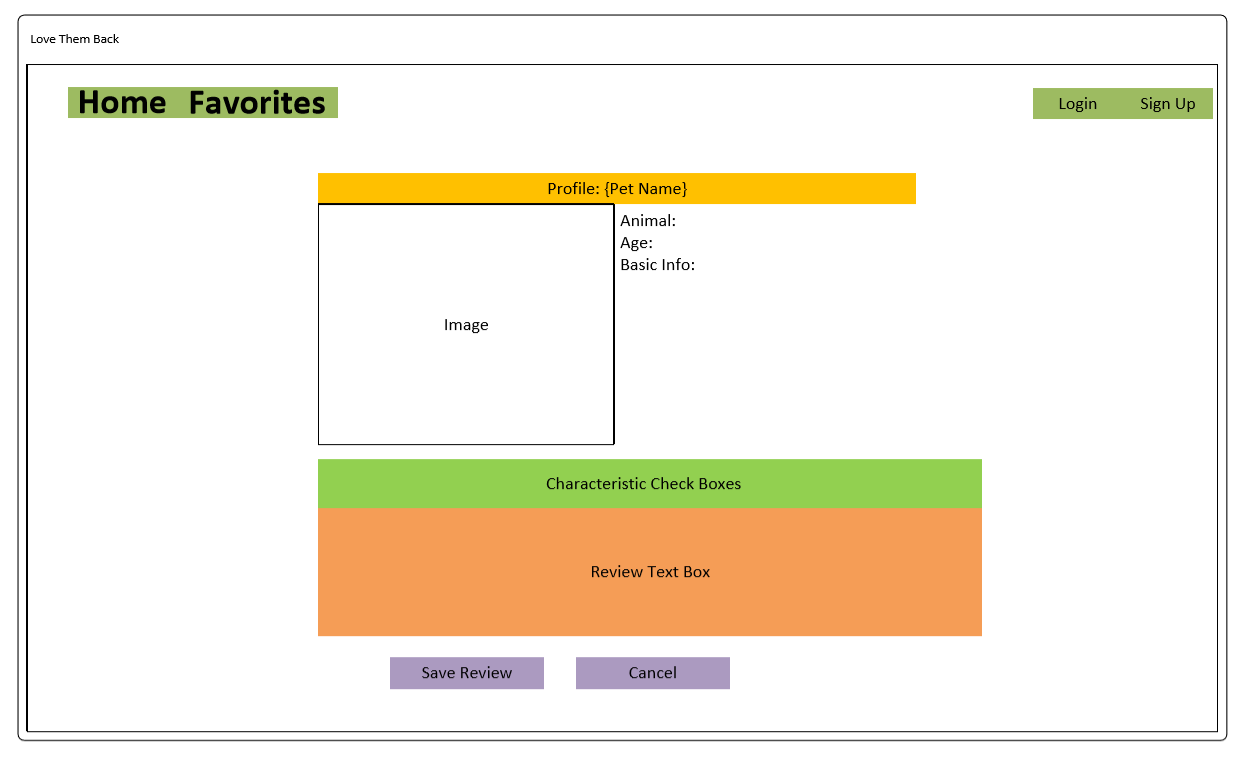 Love Them Back
Home Favorites
Login Sign Up
Profile: {Pet Name}
Animal:
Age:
Basic Info:
Image
Characteristic Check Boxes
Review Text Box
Save Review Cancel